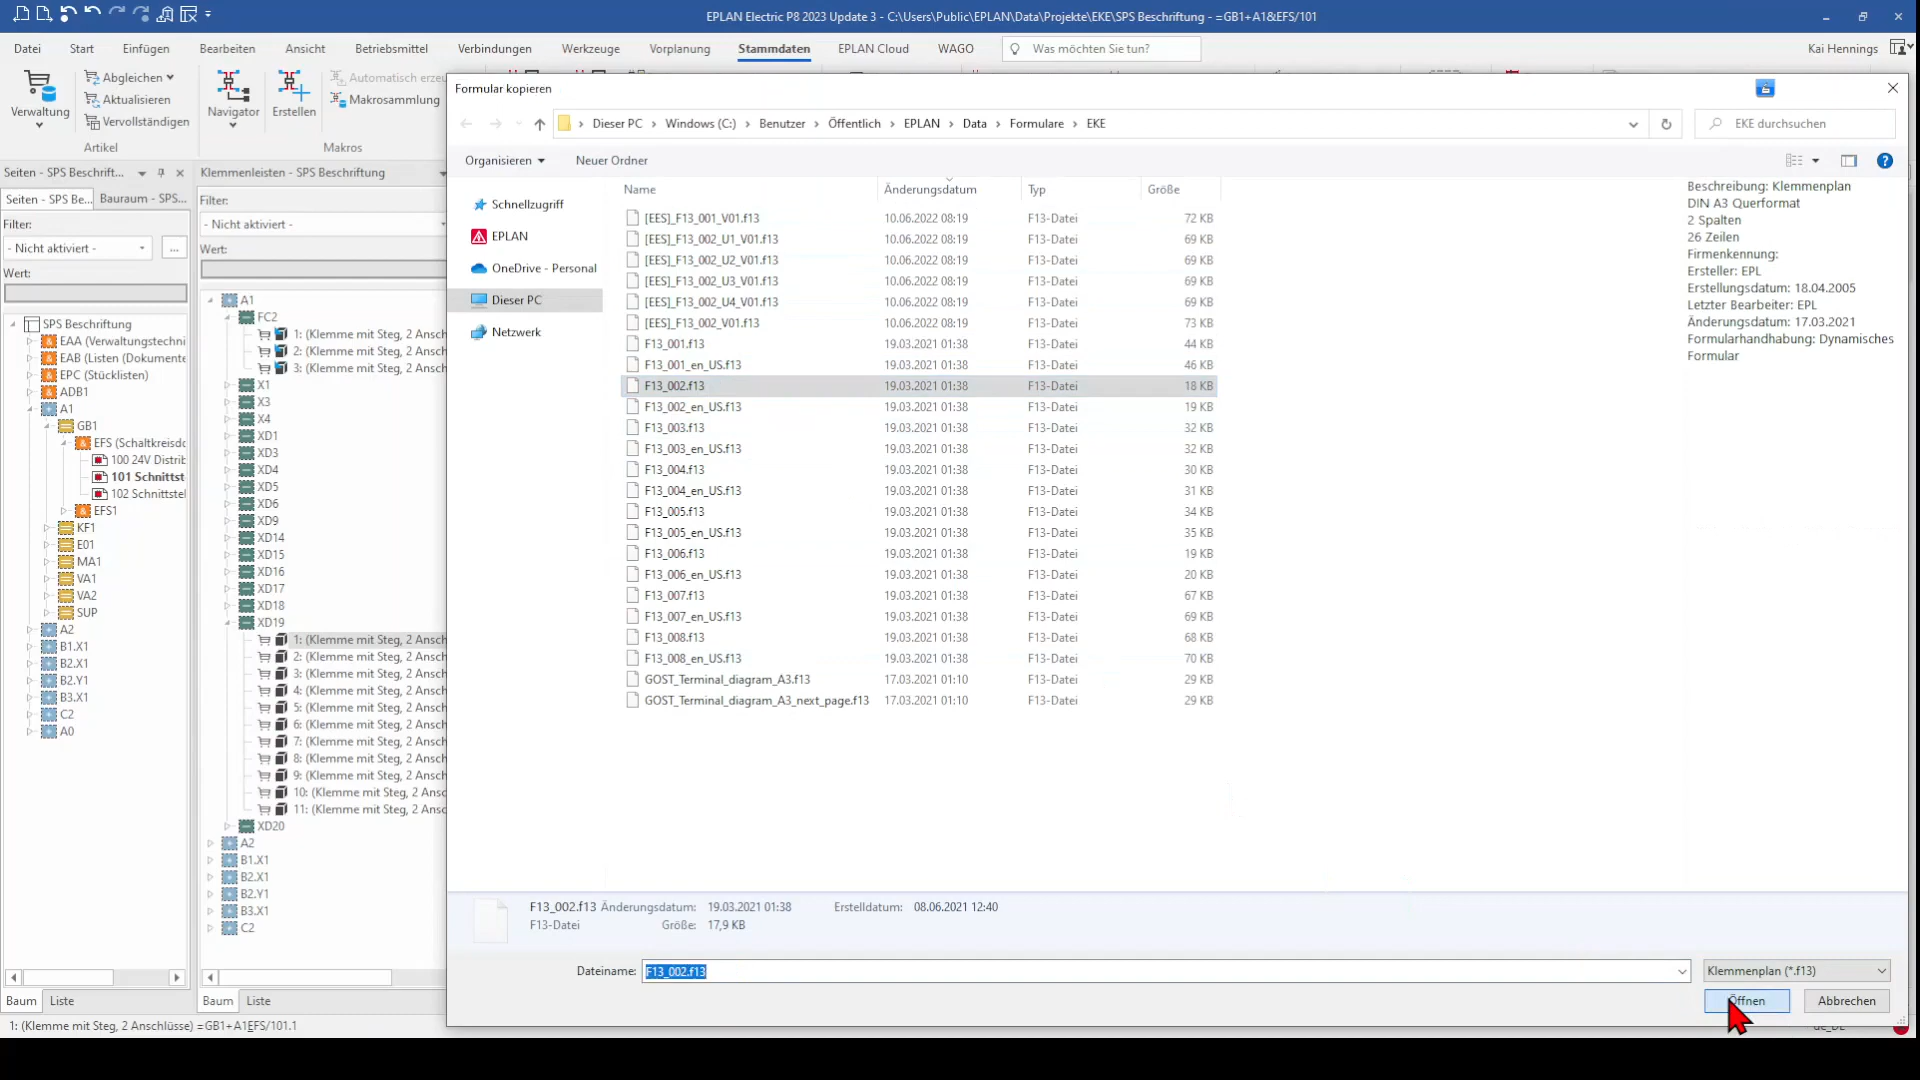 EPLAN Electric P8 2023 Update 3 - C:\Users\Public\EPLAN\Data\Projekte\EKE\SPS Beschriftung - =GB1+A1&EFS/101
Datei Start Einfügen Bearbeiten Ansicht Betriebsmittel Verbindungen Werkzeuge Vorplanung Stammdaten EPLAN Cloud WAGO Was möchten Sie tun? Kai Hennings
Verwaltung
Abgleichen
Aktualisieren
Vervollständigen
Artikel
Navigator
Erstellen
Automatisch erzeu
Makrosammlung
Makros
Seiten - SPS Beschrift...
Seiten - SPS Be... Bauraum - SPS...
Filter:
- Nicht aktiviert - ...
Wert:
SPS Beschriftung
EAA (Verwaltungstechni
EAB (Listen (Dokumente
EPC (Stücklisten)
ADB1
A1
GB1
EFS (Schaltkreisdo
100 24V Distrib
101 Schnittst
102 Schnittstel
EFS1
KF1
E01
MA1
VA1
VA2
SUP
A2
B1.X1
B2.X1
B2.Y1
B3.X1
C2
A0
Baum Liste
Klemmenleisten - SPS Beschriftung
Filter:
- Nicht aktiviert -
Wert:
A1
FC2
1: (Klemme mit Steg, 2 Ansch
2: (Klemme mit Steg, 2 Ansch
3: (Klemme mit Steg, 2 Ansch
X1
X3
X4
XD1
XD3
XD4
XD5
XD6
XD9
XD14
XD15
XD16
XD17
XD18
XD19
1: (Klemme mit Steg, 2 Ansch
2: (Klemme mit Steg, 2 Ansch
3: (Klemme mit Steg, 2 Ansch
4: (Klemme mit Steg, 2 Ansch
5: (Klemme mit Steg, 2 Ansch
6: (Klemme mit Steg, 2 Ansch
7: (Klemme mit Steg, 2 Ansch
8: (Klemme mit Steg, 2 Ansch
9: (Klemme mit Steg, 2 Ansch
10: (Klemme mit Steg, 2 Ansc
11: (Klemme mit Steg, 2 Ansc
XD20
A2
B1.X1
B2.X1
B2.Y1
B3.X1
C2
Baum Liste
1: (Klemme mit Steg, 2 Anschlüsse) =GB1+A1EFS/101.1
Formular kopieren
Dieser PC › Windows (C:) › Benutzer › Öffentlich › EPLAN › Data › Formulare › EKE
EKE durchsuchen
Organisieren Neuer Ordner
Schnellzugriff
EPLAN
OneDrive - Personal
Dieser PC
Netzwerk
Name Änderungsdatum Typ Größe
[EES]_F13_001_V01.f13 10.06.2022 08:19 F13-Datei 72 KB
[EES]_F13_002_U1_V01.f13 10.06.2022 08:19 F13-Datei 69 KB
[EES]_F13_002_U2_V01.f13 10.06.2022 08:19 F13-Datei 69 KB
[EES]_F13_002_U3_V01.f13 10.06.2022 08:19 F13-Datei 69 KB
[EES]_F13_002_U4_V01.f13 10.06.2022 08:19 F13-Datei 69 KB
[EES]_F13_002_V01.f13 10.06.2022 08:19 F13-Datei 73 KB
F13_001.f13 19.03.2021 01:38 F13-Datei 44 KB
F13_001_en_US.f13 19.03.2021 01:38 F13-Datei 46 KB
F13_002.f13 19.03.2021 01:38 F13-Datei 18 KB
F13_002_en_US.f13 19.03.2021 01:38 F13-Datei 19 KB
F13_003.f13 19.03.2021 01:38 F13-Datei 32 KB
F13_003_en_US.f13 19.03.2021 01:38 F13-Datei 32 KB
F13_004.f13 19.03.2021 01:38 F13-Datei 30 KB
F13_004_en_US.f13 19.03.2021 01:38 F13-Datei 31 KB
F13_005.f13 19.03.2021 01:38 F13-Datei 34 KB
F13_005_en_US.f13 19.03.2021 01:38 F13-Datei 35 KB
F13_006.f13 19.03.2021 01:38 F13-Datei 19 KB
F13_006_en_US.f13 19.03.2021 01:38 F13-Datei 20 KB
F13_007.f13 19.03.2021 01:38 F13-Datei 67 KB
F13_007_en_US.f13 19.03.2021 01:38 F13-Datei 69 KB
F13_008.f13 19.03.2021 01:38 F13-Datei 68 KB
F13_008_en_US.f13 19.03.2021 01:38 F13-Datei 70 KB
GOST_Terminal_diagram_A3.f13 17.03.2021 01:10 F13-Datei 29 KB
GOST_Terminal_diagram_A3_next_page.f13 17.03.2021 01:10 F13-Datei 29 KB
Beschreibung: Klemmenplan
DIN A3 Querformat
2 Spalten
26 Zeilen
Firmenkennung:
Ersteller: EPL
Erstellungsdatum: 18.04.2005
Letzter Bearbeiter: EPL
Änderungsdatum: 17.03.2021
Formularhandhabung: Dynamisches
Formular
F13_002.f13 Änderungsdatum: 19.03.2021 01:38 Erstelldatum: 08.06.2021 12:40
F13-Datei Größe: 17,9 KB
Dateiname: F13_002.f13 Klemmenplan (*.f13)
Öffnen Abbrechen